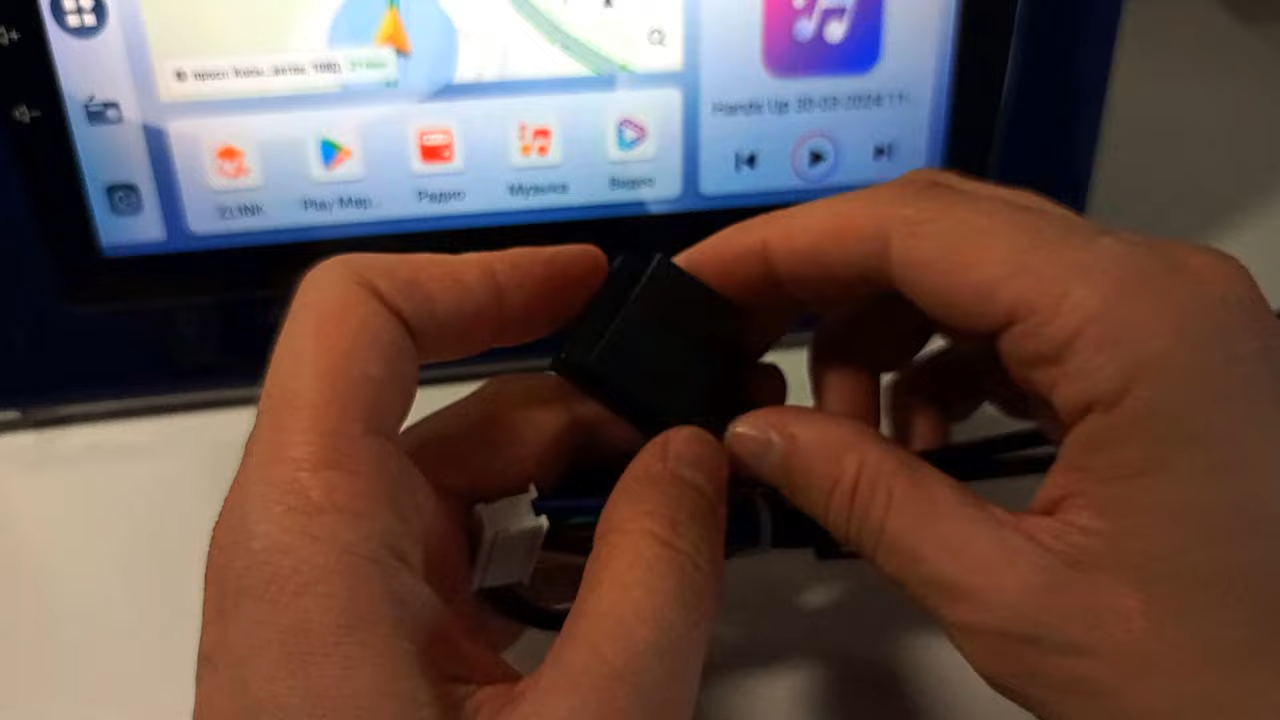 ZLINK
Play Мар...
Радио
Музыка
Видео
Hands Up 30-03-2024 11-